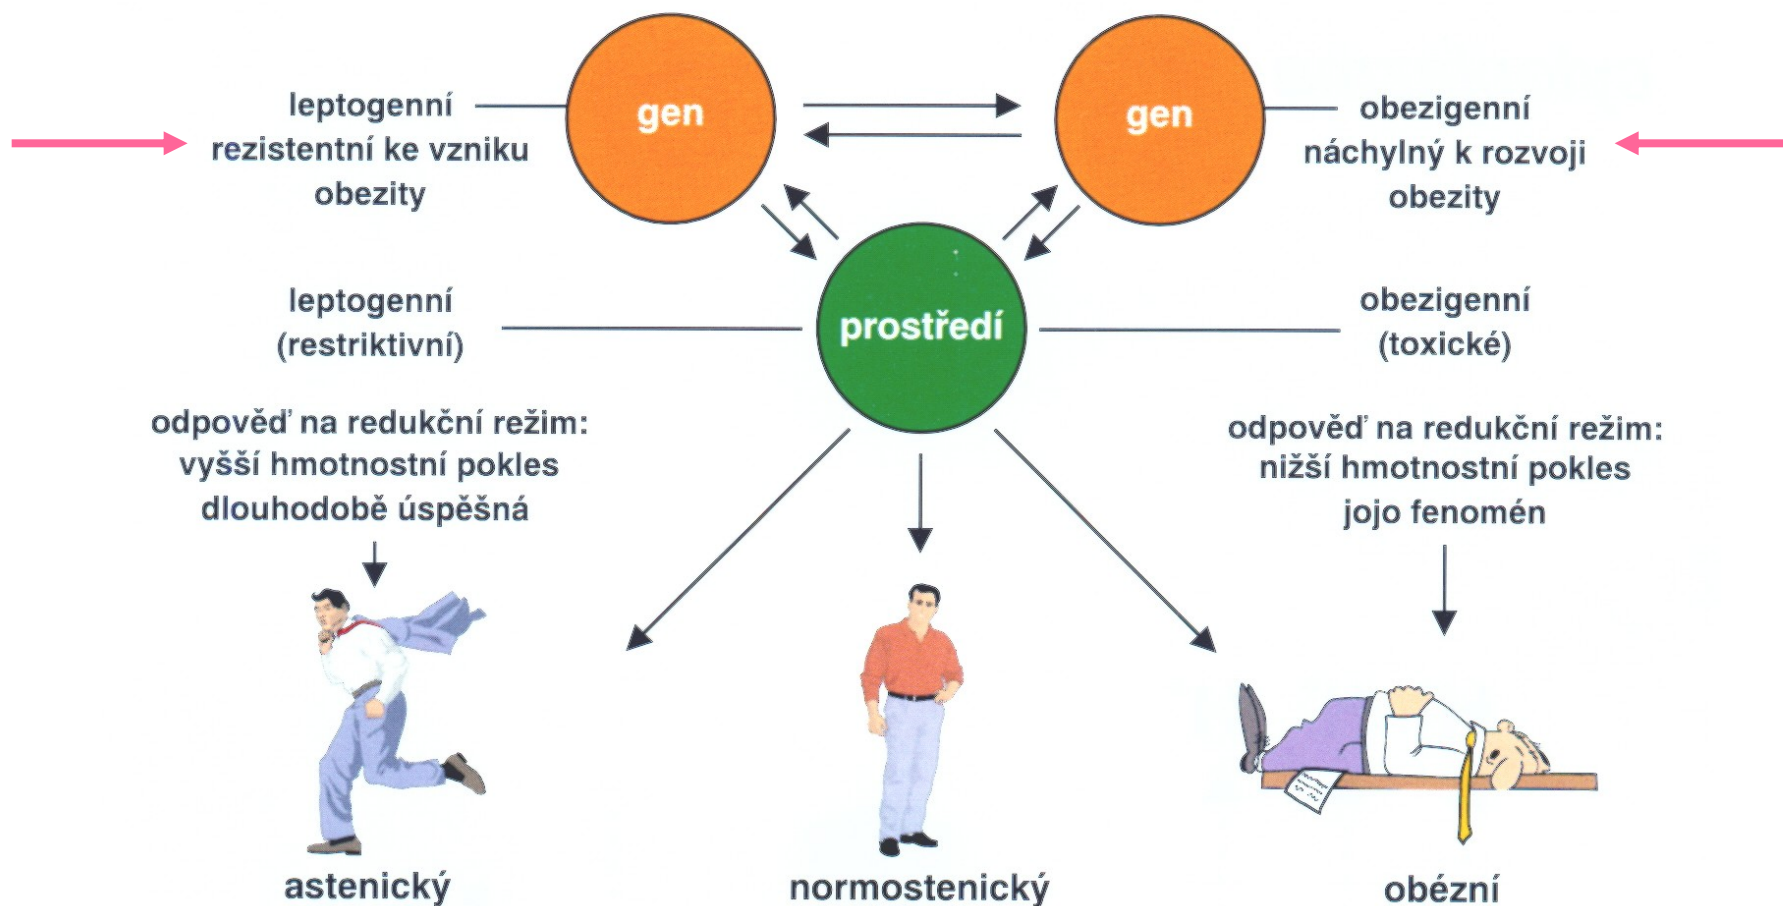 leptogenní
rezistentní ke vzniku
obezity
gen
gen
obezigenní
náchylný k rozvoji
obezity
leptogenní
(restriktivní)
prostředí
obezigenní
(toxické)
odpověď na redukční režim:
vyšší hmotnostní pokles
dlouhodobě úspěšná
odpověď na redukční režim:
nižší hmotnostní pokles
jojo fenomén
astenický
normostenický
obézní